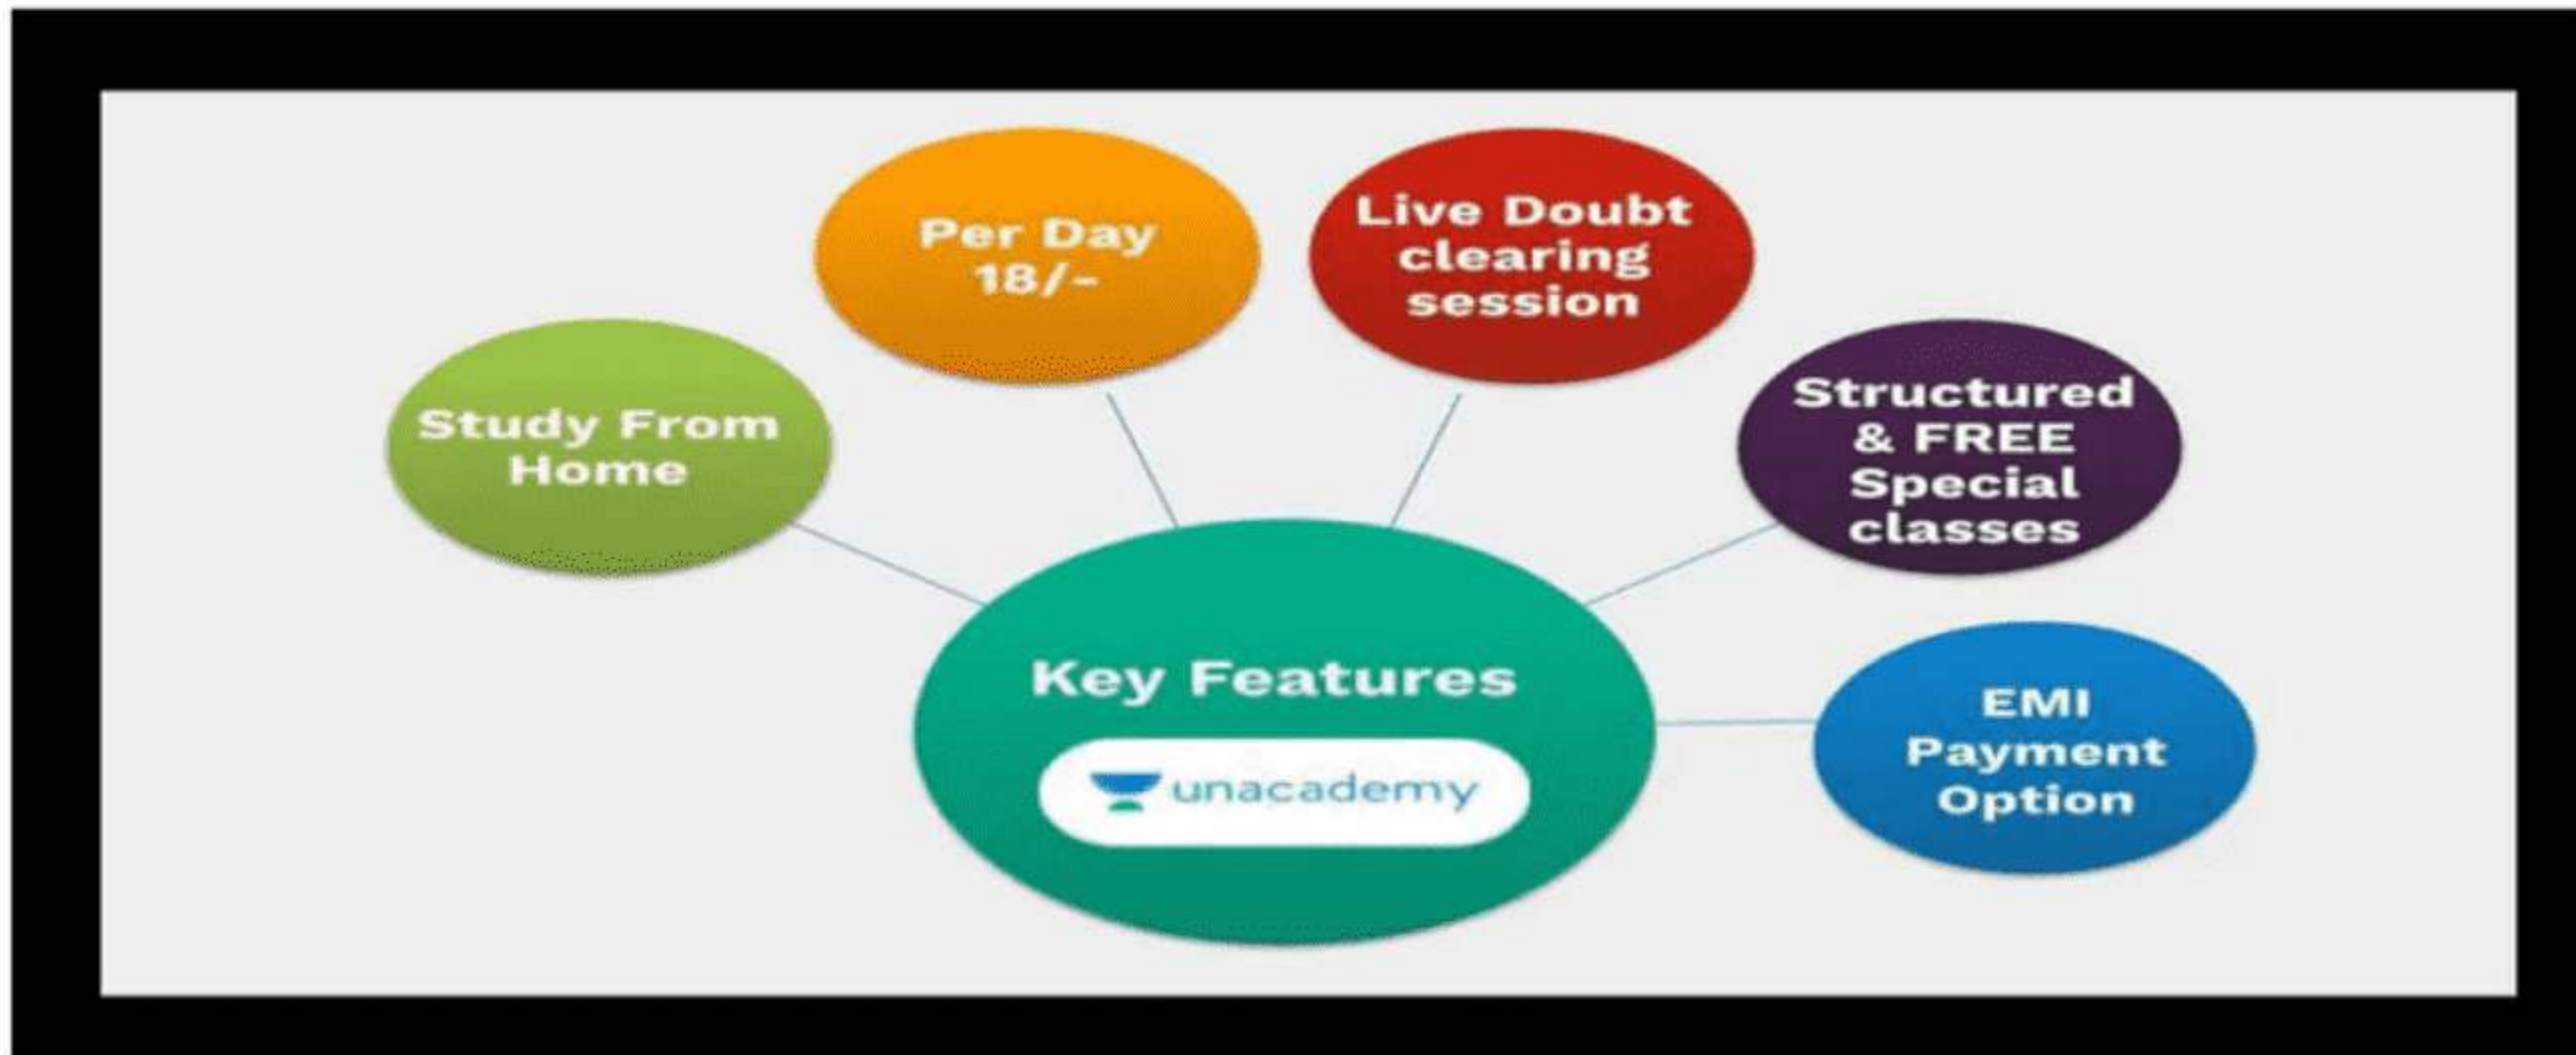 Per Day
18/-
Live Doubt
clearing
session
Study From
Home
Structured
& FREE
Special
classes
Key Features
unacademy
EMI
Payment
Option